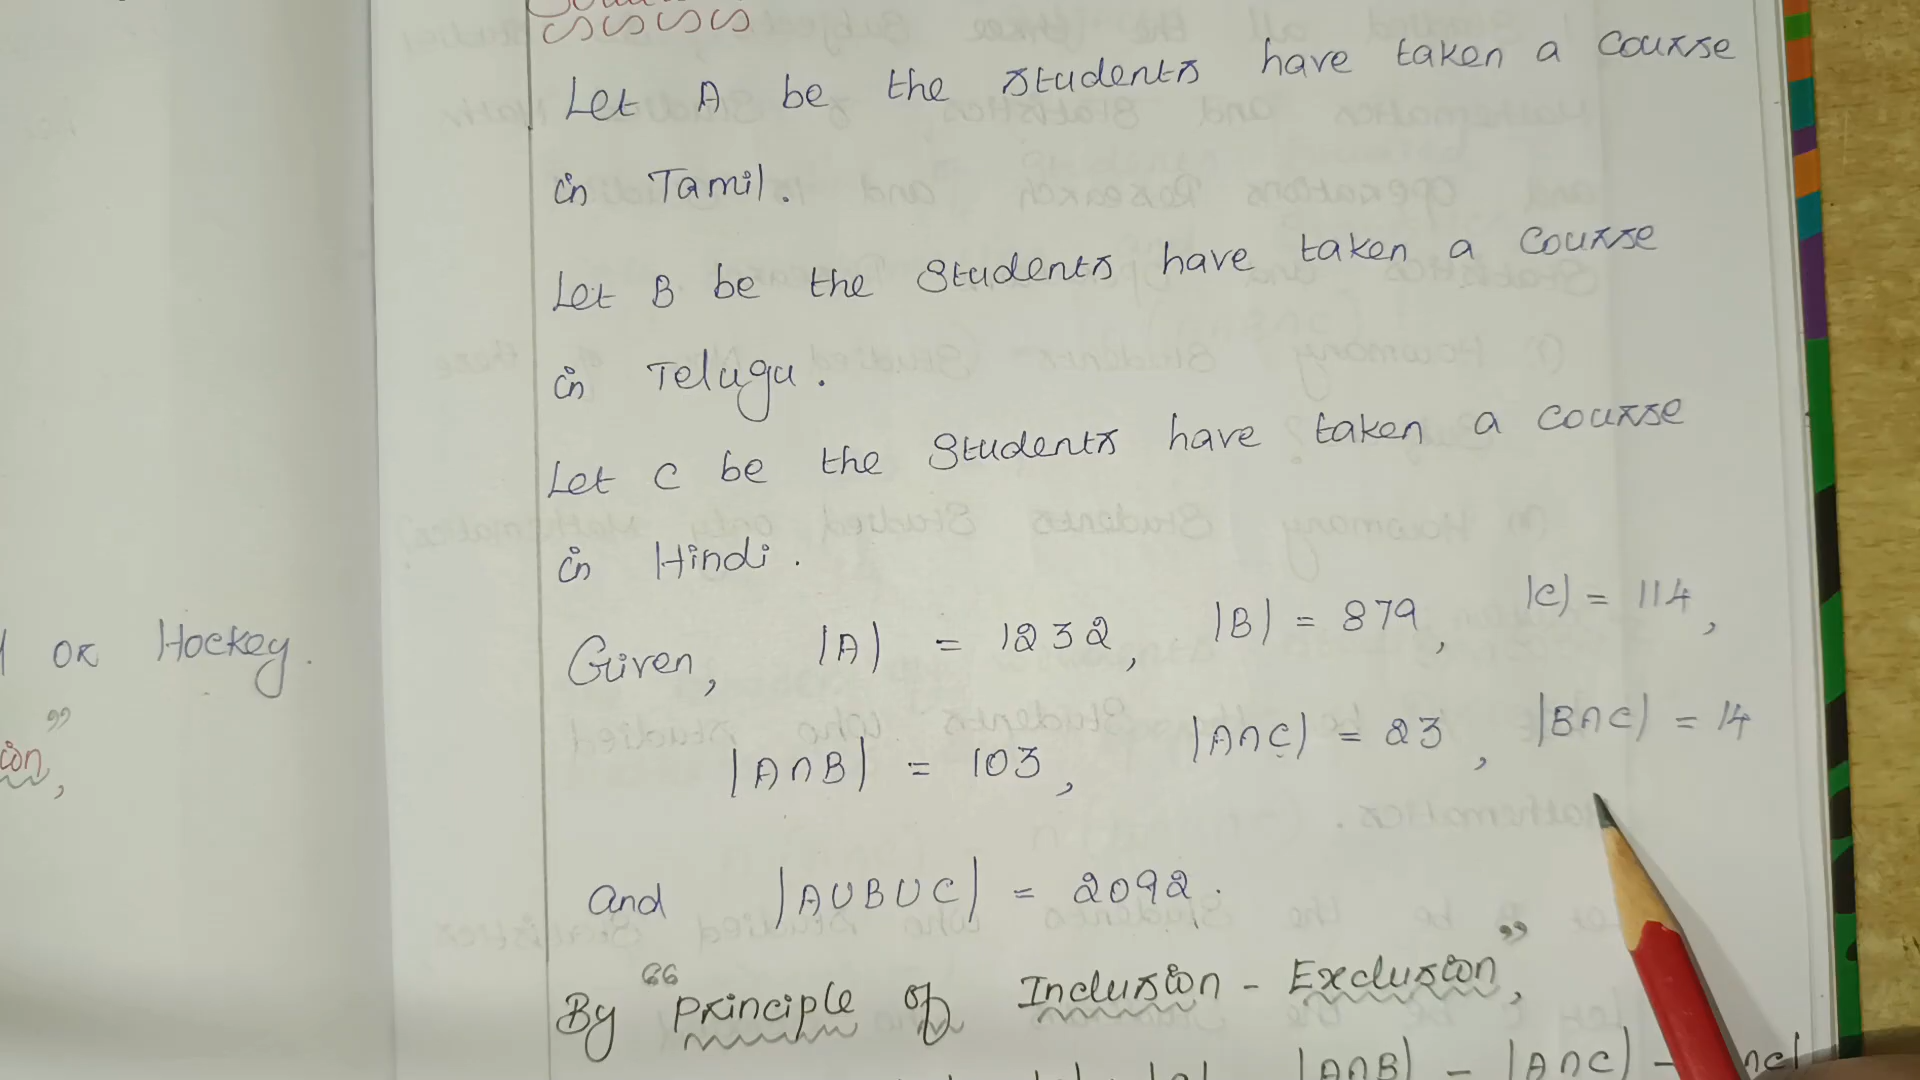 Let A be the students have taken a course
in Tamil.
Let B be the students have taken a course
in Telugu.
Let C be the students have taken a course
in Hindi.
Given, |A| = 1232, |B| = 879, |C| = 114,
|A∩B| = 103, |A∩C| = 23, |B∩C| = 14
and |A∪B∪C| = 2092.
By "Principle of Inclusion - Exclusion",
|A∩B| - |A∩C| -
or Hockey.
"